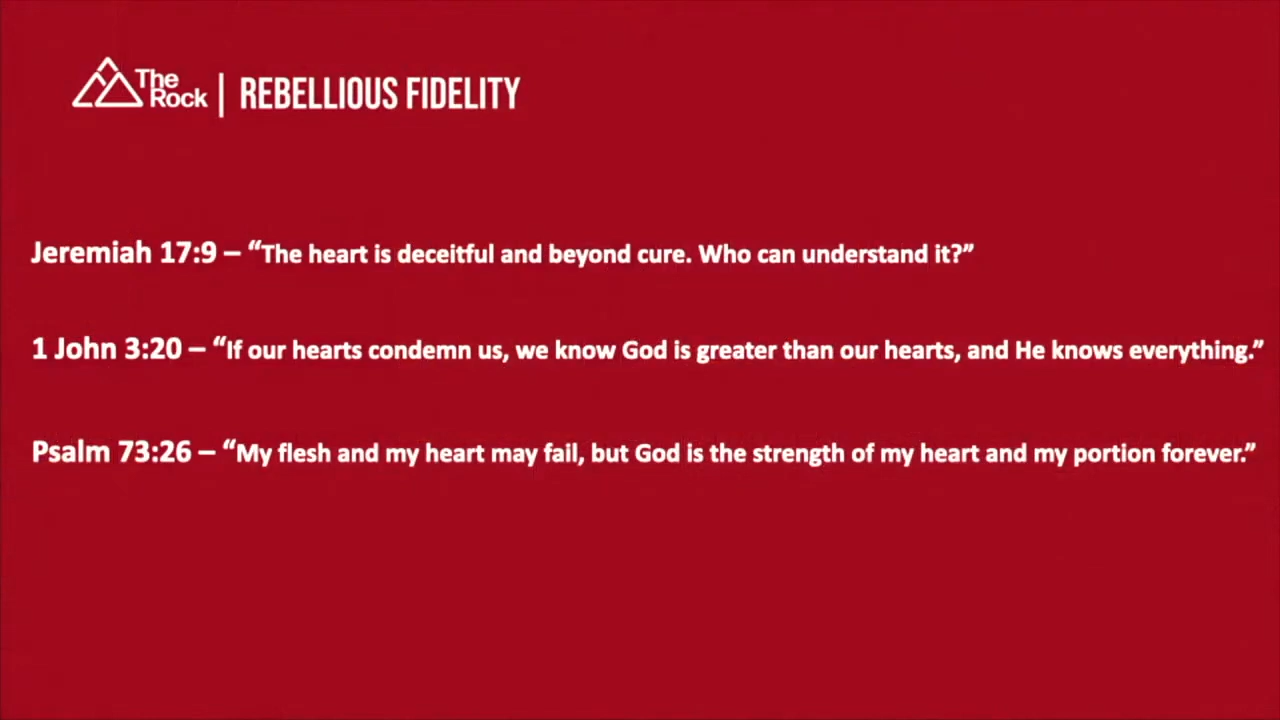 The
Rock | REBELLIOUS FIDELITY
Jeremiah 17:9 – “The heart is deceitful and beyond cure. Who can understand it?”
1 John 3:20 – “If our hearts condemn us, we know God is greater than our hearts, and He knows everything.”
Psalm 73:26 – “My flesh and my heart may fail, but God is the strength of my heart and my portion forever.”